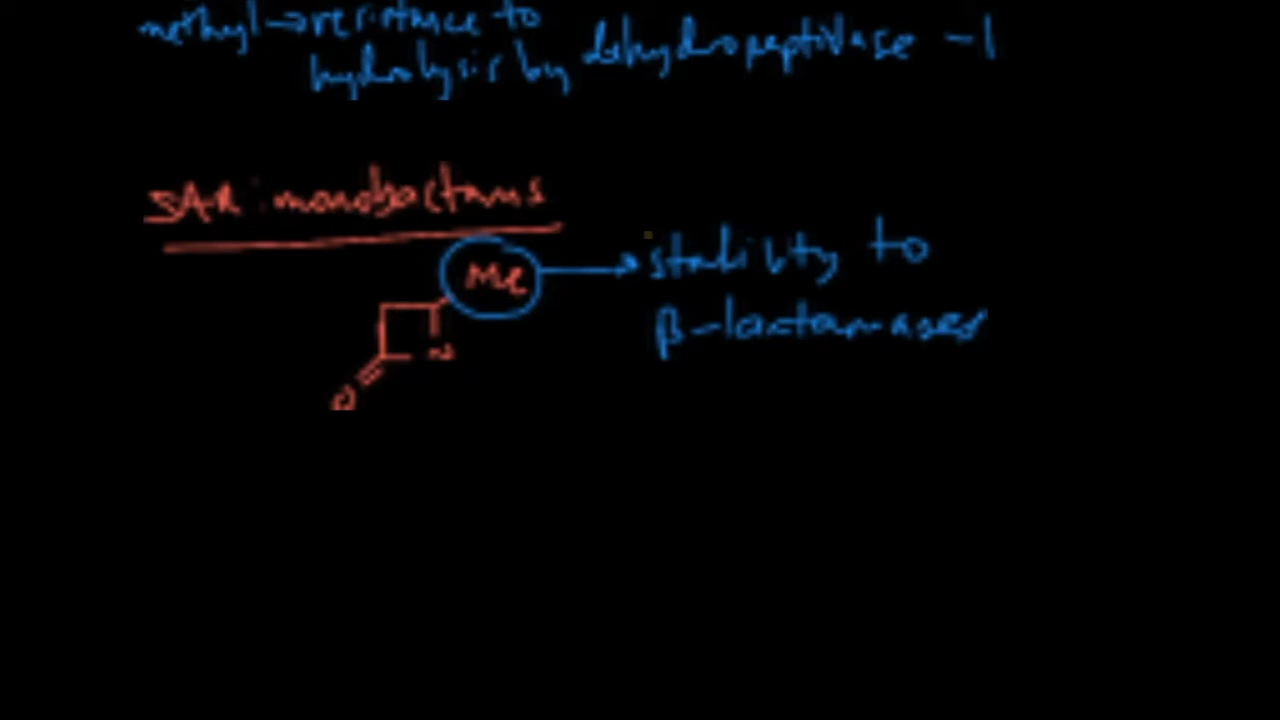 methyl → resistance to
hydrolysis by dehydropeptidase -1
SAR: monobactams
Me → stability to
β-lactamases
N
O